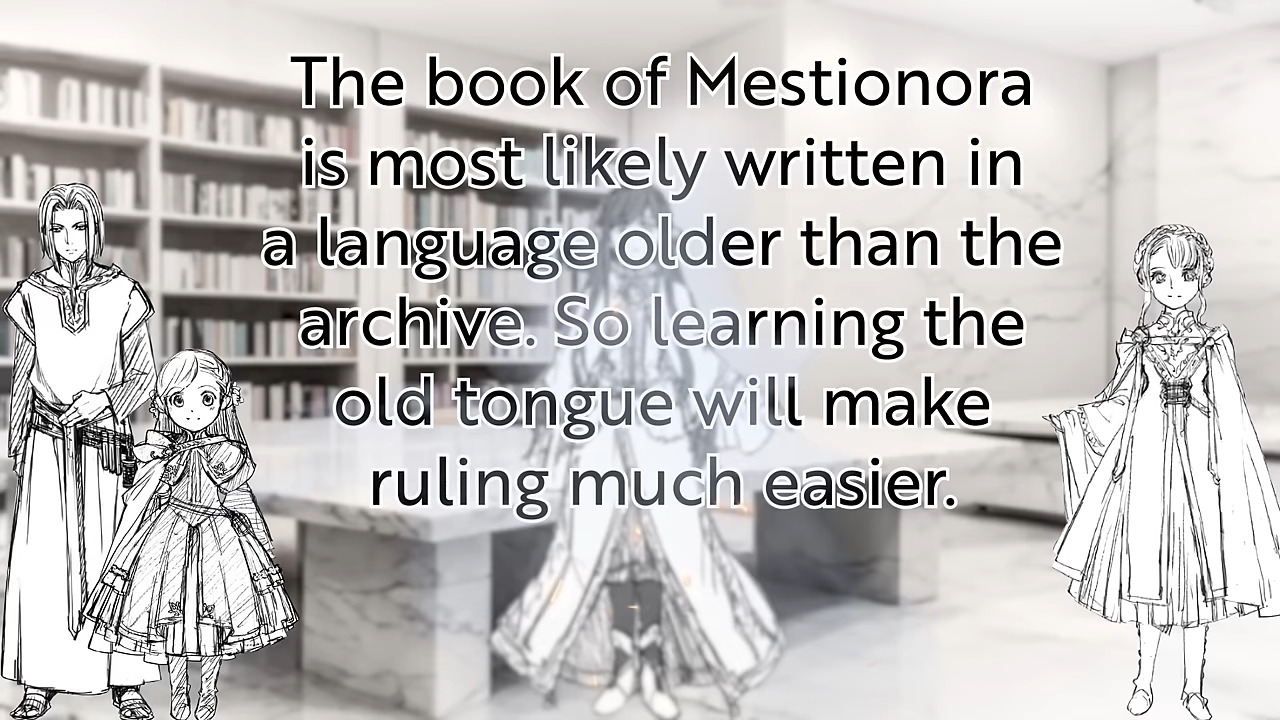 The book of Mestionora
is most likely written in
a language older than the
archive. So learning the
old tongue will make
ruling much easier.